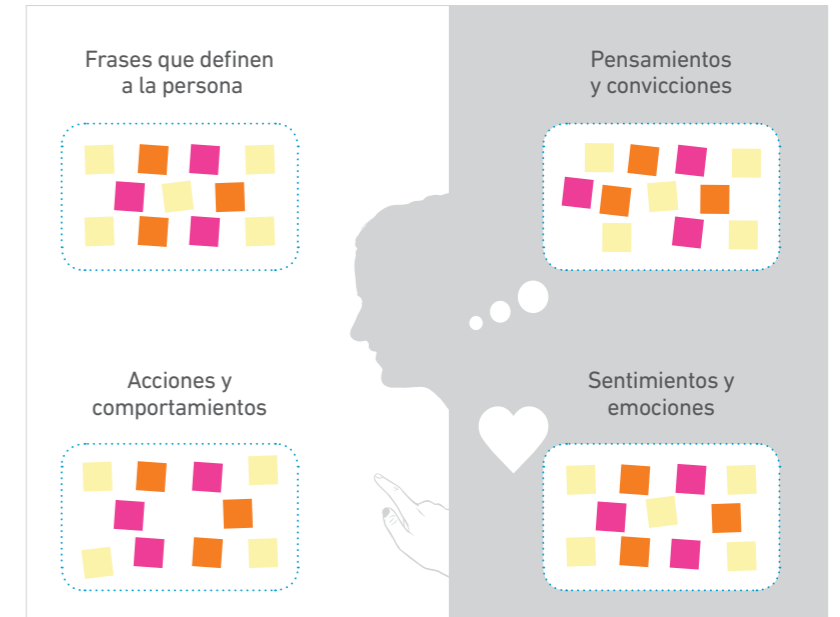 Frases que definen
a la persona
Pensamientos
y convicciones
Acciones y
comportamientos
Sentimientos y
emociones